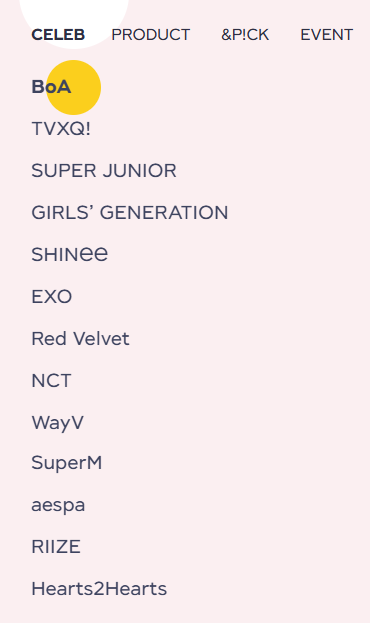 CELEB PRODUCT &P!CK EVENT
BoA
TVXQ!
SUPER JUNIOR
GIRLS’ GENERATION
SHINee
EXO
Red Velvet
NCT
WayV
SuperM
aespa
RIIZE
Hearts2Hearts